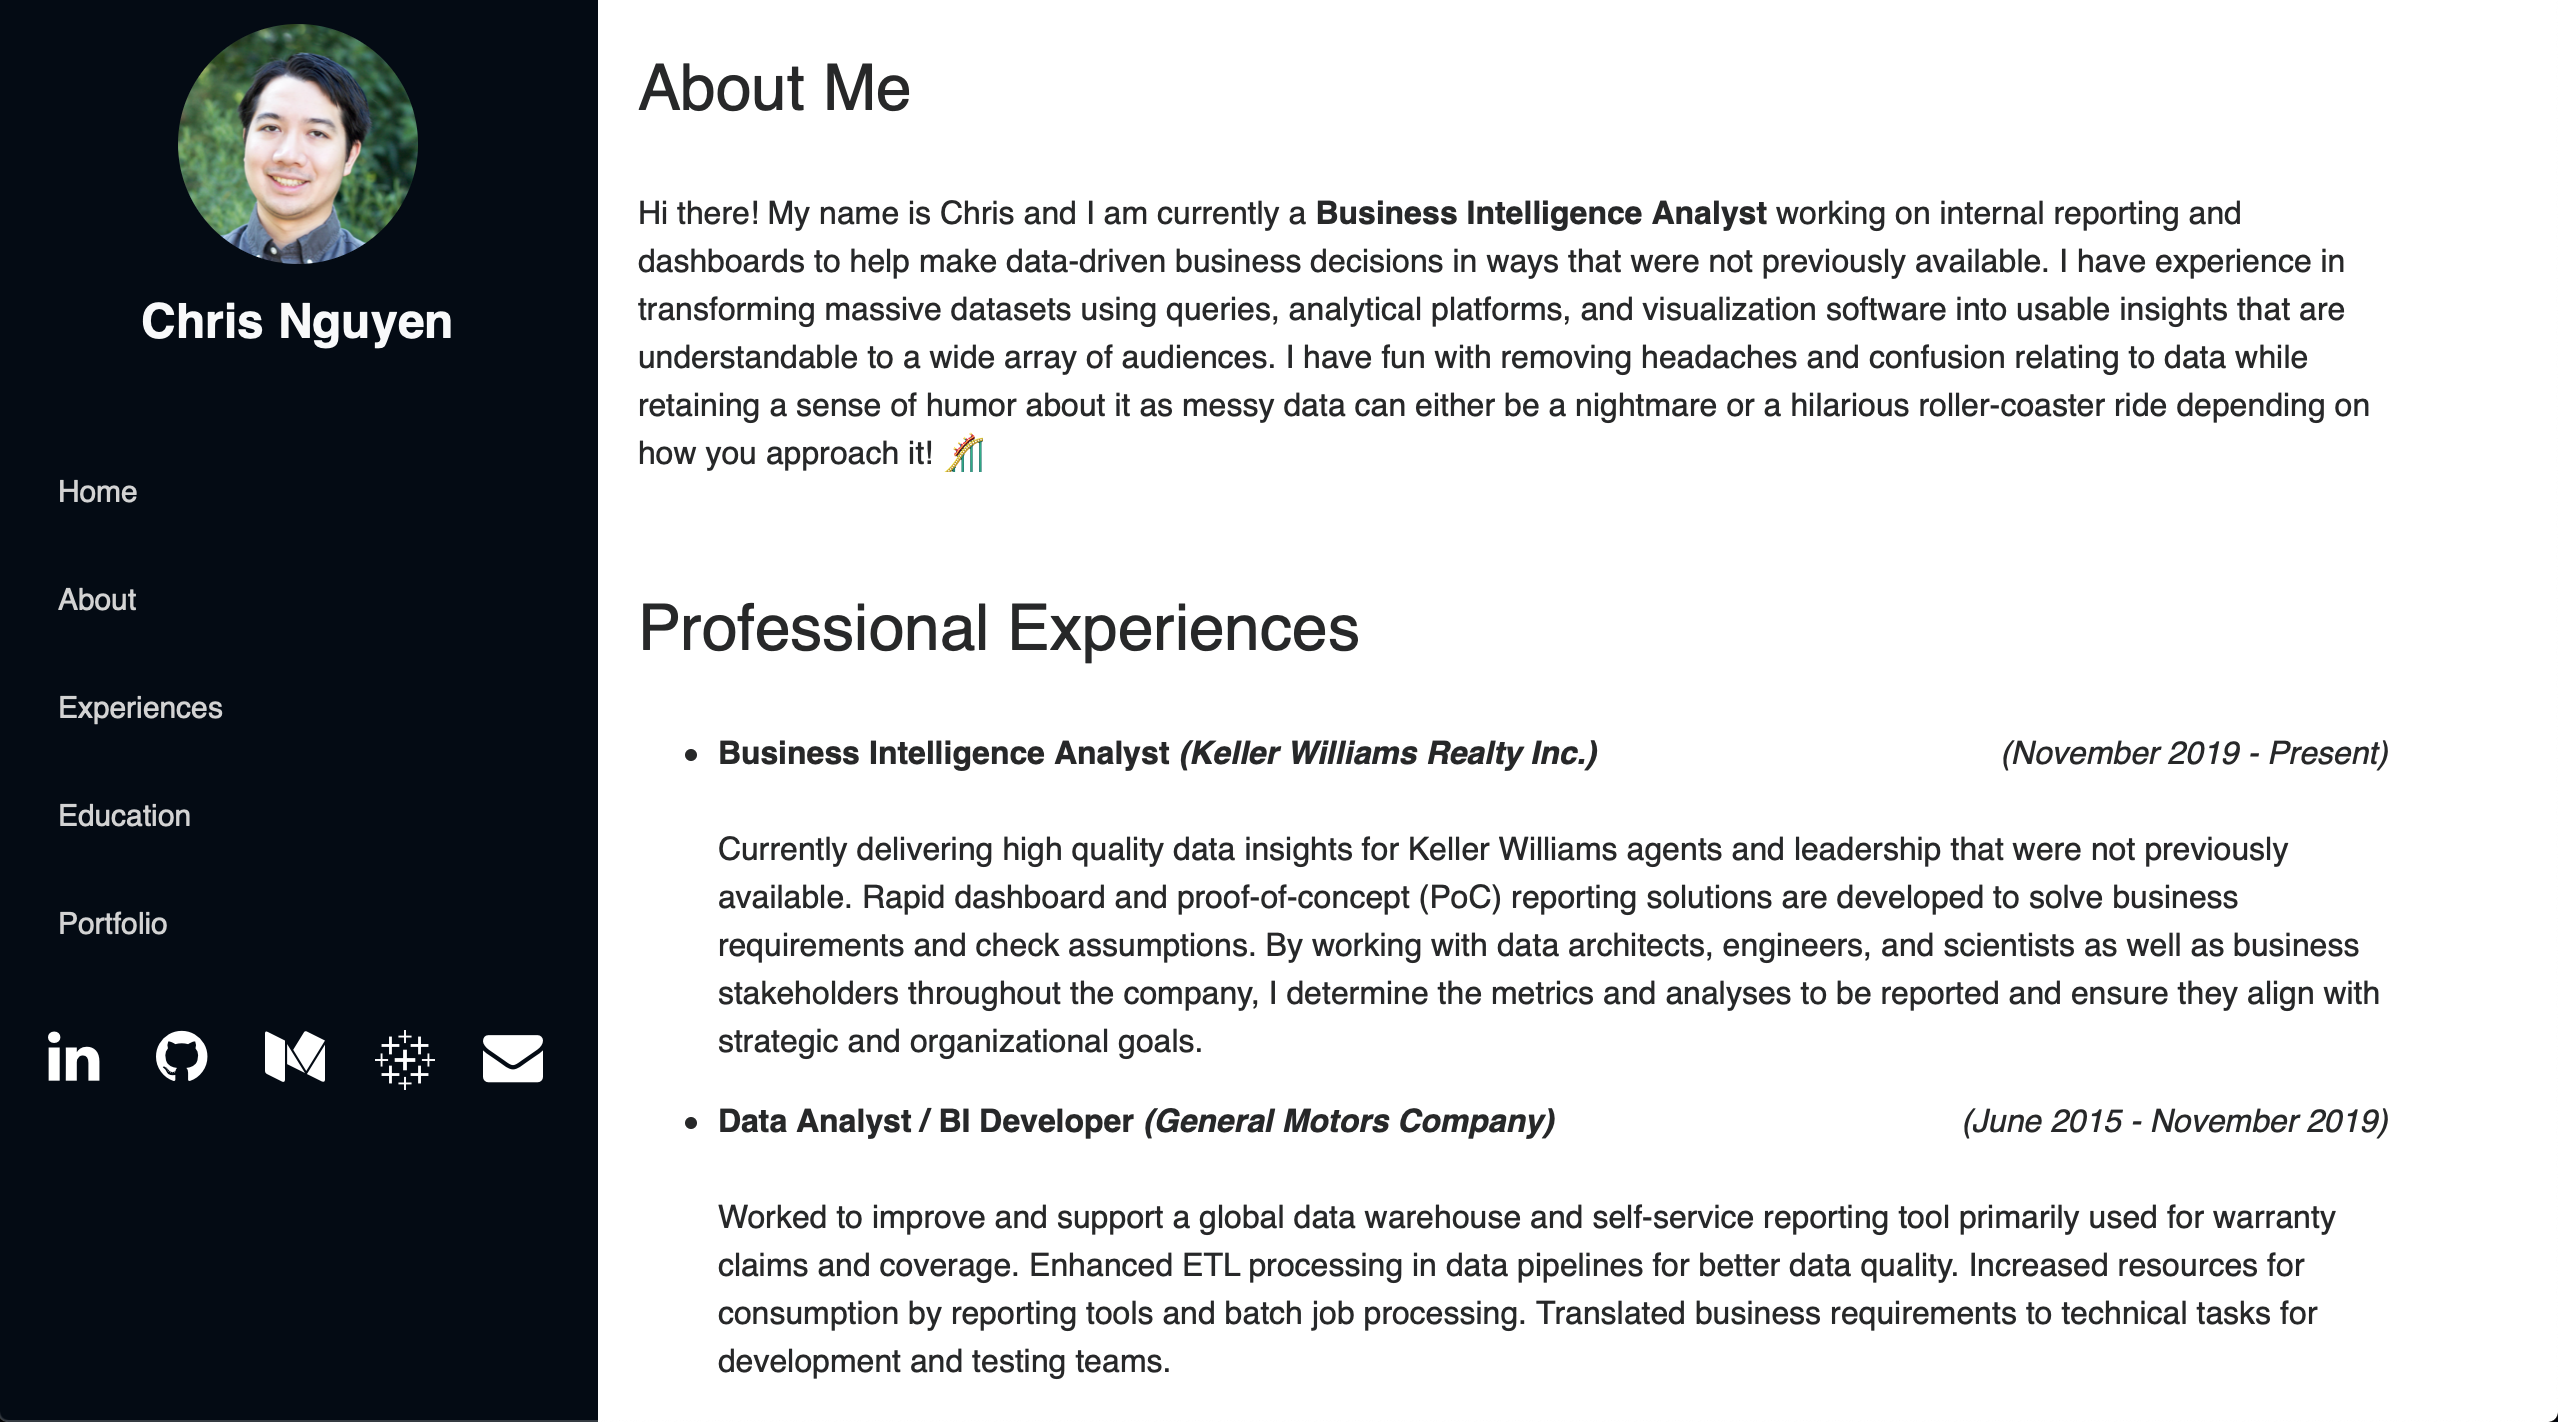 Chris Nguyen
Home
About
Experiences
Education
Portfolio
About Me
Hi there! My name is Chris and I am currently a Business Intelligence Analyst working on internal reporting and
dashboards to help make data-driven business decisions in ways that were not previously available. I have experience in
transforming massive datasets using queries, analytical platforms, and visualization software into usable insights that are
understandable to a wide array of audiences. I have fun with removing headaches and confusion relating to data while
retaining a sense of humor about it as messy data can either be a nightmare or a hilarious roller-coaster ride depending on
how you approach it! 🎢
Professional Experiences
• Business Intelligence Analyst (Keller Williams Realty Inc.) (November 2019 - Present)
Currently delivering high quality data insights for Keller Williams agents and leadership that were not previously
available. Rapid dashboard and proof-of-concept (PoC) reporting solutions are developed to solve business
requirements and check assumptions. By working with data architects, engineers, and scientists as well as business
stakeholders throughout the company, I determine the metrics and analyses to be reported and ensure they align with
strategic and organizational goals.
• Data Analyst / BI Developer (General Motors Company) (June 2015 - November 2019)
Worked to improve and support a global data warehouse and self-service reporting tool primarily used for warranty
claims and coverage. Enhanced ETL processing in data pipelines for better data quality. Increased resources for
consumption by reporting tools and batch job processing. Translated business requirements to technical tasks for
development and testing teams.